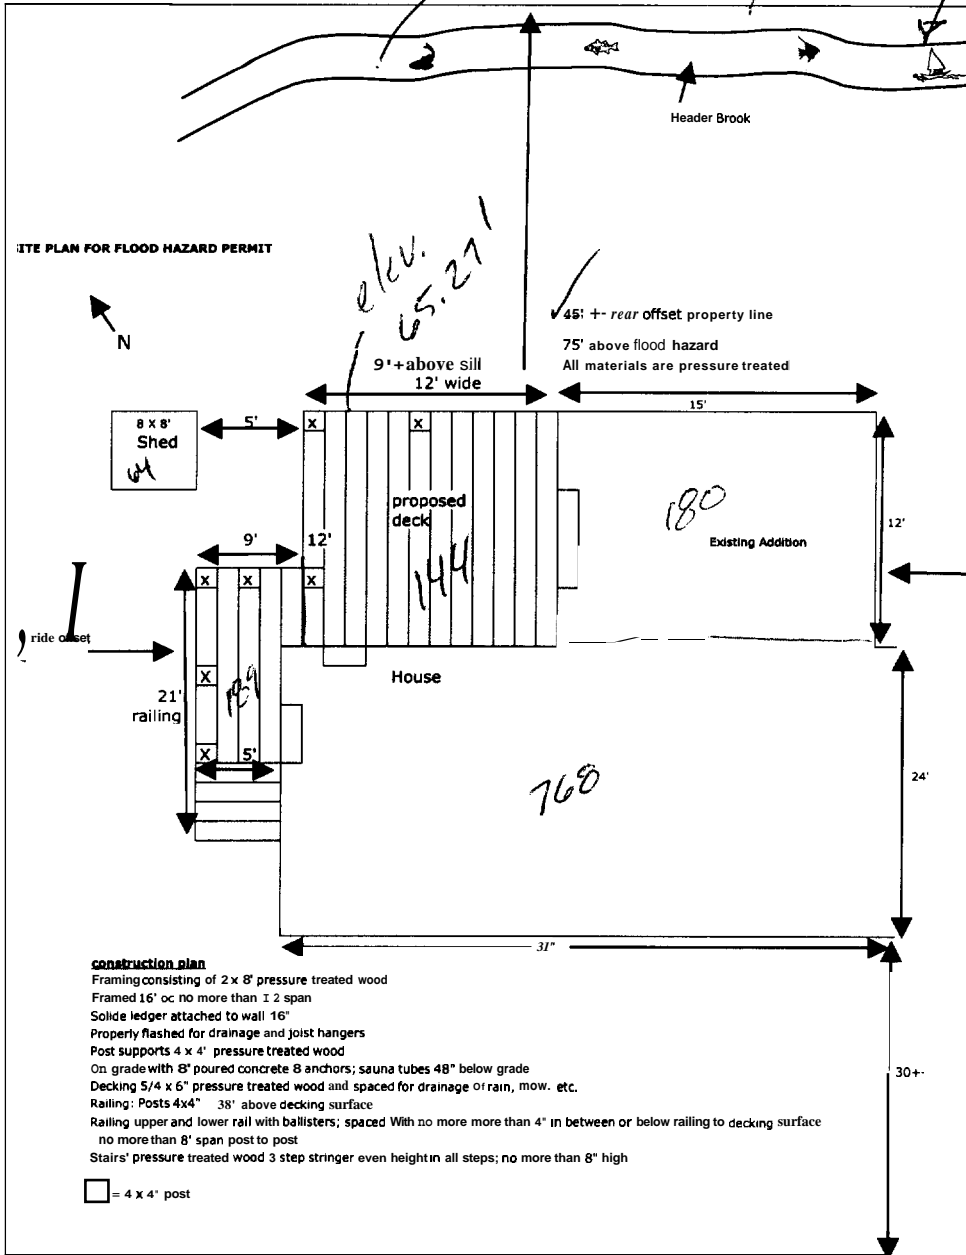 Header Brook
SITE PLAN FOR FLOOD HAZARD PERMIT
elev.
65.27'
N
45' +- rear offset property line
75' above flood hazard
All materials are pressure treated
9'+above sill
12' wide
15'
8 X 8'
Shed
64
5'
X
X
proposed
deck
144
180
Existing Addition
12'
9'
12'
X
X
X
ride offset
House
X
21'
railing
189
X
5'
768
24'
31"
construction plan
Framing consisting of 2 x 8' pressure treated wood
Framed 16' oc no more than I 2 span
Solide ledger attached to wall 16"
Properly flashed for drainage and joist hangers
Post supports 4 x 4' pressure treated wood
On grade with 8' poured concrete 8 anchors; sauna tubes 48" below grade
Decking 5/4 x 6" pressure treated wood and spaced for drainage of rain, mow. etc.
Railing: Posts 4x4" 38' above decking surface
Railing upper and lower rail with ballisters; spaced With no more more than 4" in between or below railing to decking surface
no more than 8' span post to post
Stairs' pressure treated wood 3 step stringer even height in all steps; no more than 8" high
30+-
= 4 x 4" post